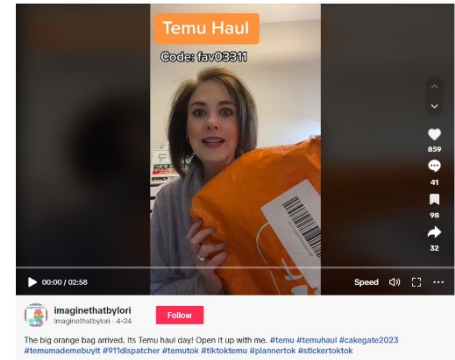 Temu Haul
Code: fav03311
859
41
98
32
00:00 / 02:58
Speed
imaginethatbylori
Imaginethatbylori · 4-24
Follow
The big orange bag arrived. Its Temu haul day! Open it up with me. #temu #temuhaul #cakegate2023
#temumademebuyit #911dispatcher #temutok #tiktoktemu #plannertok #stickertoktok